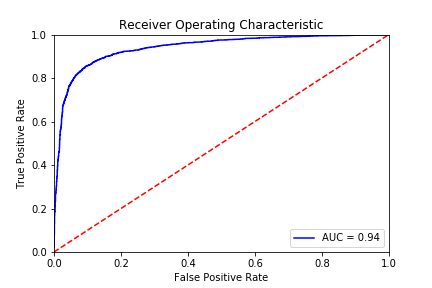 Receiver Operating Characteristic
1.0
0.8
0.6
0.4
0.2
0.0
True Positive Rate
AUC = 0.94
0.0 0.2 0.4 0.6 0.8 1.0
False Positive Rate